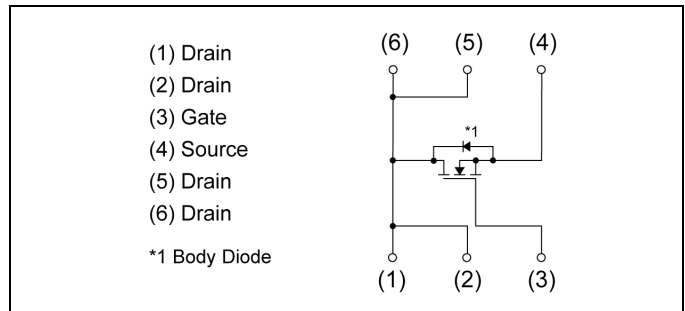 (1) Drain
(2) Drain
(3) Gate
(4) Source
(5) Drain
(6) Drain
*1 Body Diode
(6) (5) (4)
*1
(1) (2) (3)